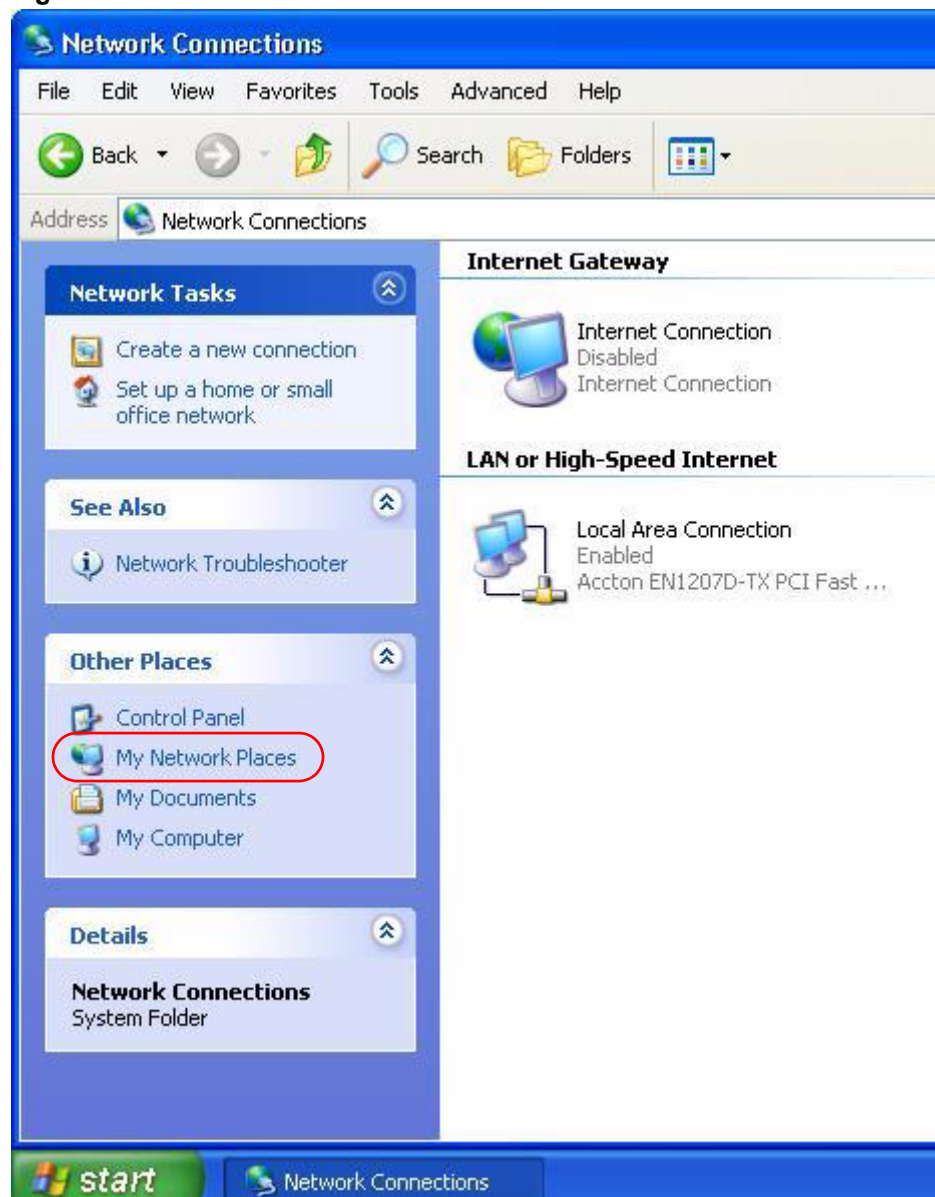 Network Connections
File Edit View Favorites Tools Advanced Help
Back Search Folders
Address Network Connections
Network Tasks
Create a new connection
Set up a home or small
office network
See Also
Network Troubleshooter
Other Places
Control Panel
My Network Places
My Documents
My Computer
Details
Network Connections
System Folder
Internet Gateway
Internet Connection
Disabled
Internet Connection
LAN or High-Speed Internet
Local Area Connection
Enabled
Accton EN1207D-TX PCI Fast ...
start Network Connections